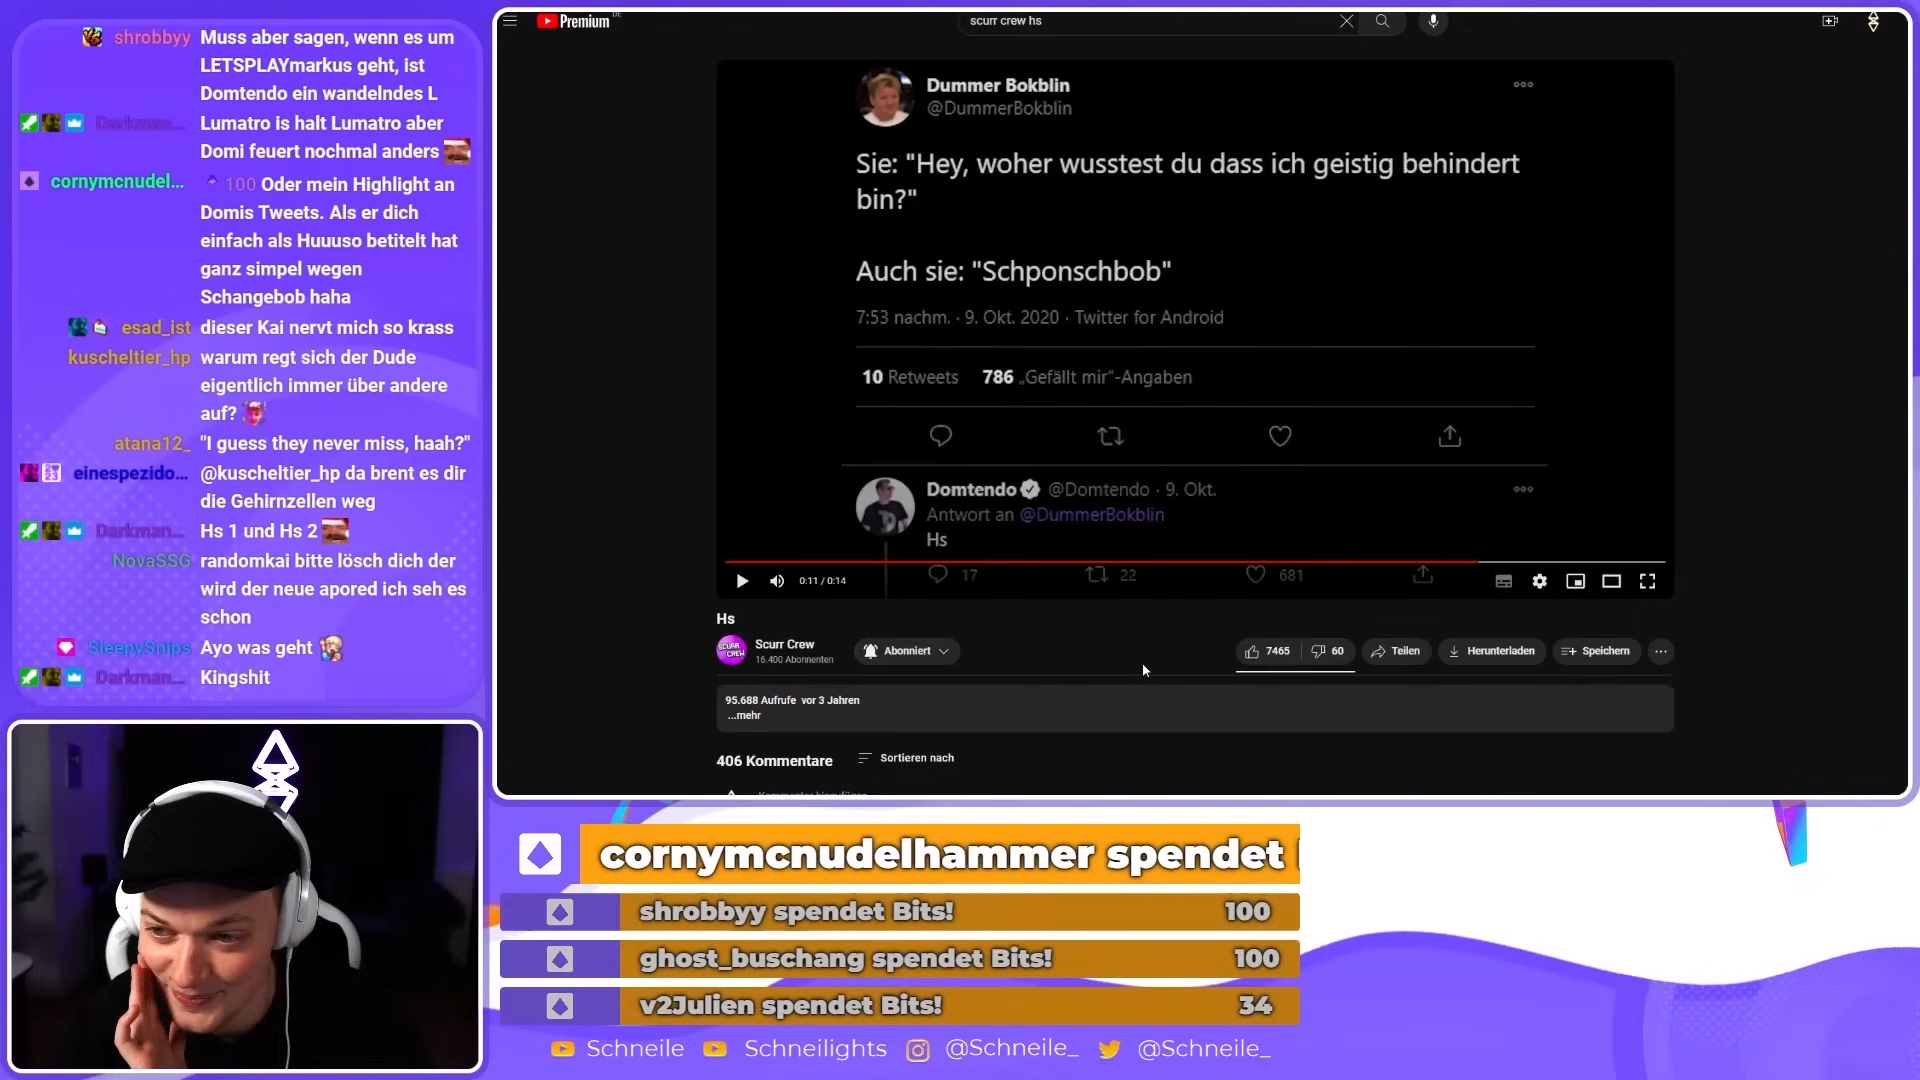 shrobbyy Muss aber sagen, wenn es um
LETSPLAYmarkus geht, ist
Domtendo ein wandelndes L
Darkman... Lumatro is halt Lumatro aber
Domi feuert nochmal anders
cornymcnudel... 100 Oder mein Highlight an
Domis Tweets. Als er dich
einfach als Huuuso betitelt hat
ganz simpel wegen
Schangebob haha
esad_ist dieser Kai nervt mich so krass
kuscheltier_hp warum regt sich der Dude
eigentlich immer über andere
auf?
atana12_ "I guess they never miss, haah?"
einespezido... @kuscheltier_hp da brent es dir
die Gehirnzellen weg
Darkman... Hs 1 und Hs 2
NovaSSG randomkai bitte lösch dich der
wird der neue apored ich seh es
schon
SleepySnips Ayo was geht
Darkman... Kingshit
Premium DE
scurr crew hs
Dummer Bokblin
@DummerBokblin
Sie: "Hey, woher wusstest du dass ich geistig behindert
bin?"
Auch sie: "Schponschbob"
7:53 nachm. · 9. Okt. 2020 · Twitter for Android
10 Retweets 786 „Gefällt mir“-Angaben
Domtendo @Domtendo · 9. Okt.
Antwort an @DummerBokblin
Hs
17 22 681
0:11 / 0:14
Hs
SCURR CREW
Scurr Crew
16.400 Abonnenten
Abonniert
7465 60 Teilen Herunterladen Speichern
95.688 Aufrufe vor 3 Jahren
...mehr
406 Kommentare Sortieren nach
cornymcnudelhammer spendet
shrobbyy spendet Bits! 100
ghost_buschang spendet Bits! 100
v2Julien spendet Bits! 34
Schneile Schneilights @Schneile_ @Schneile_